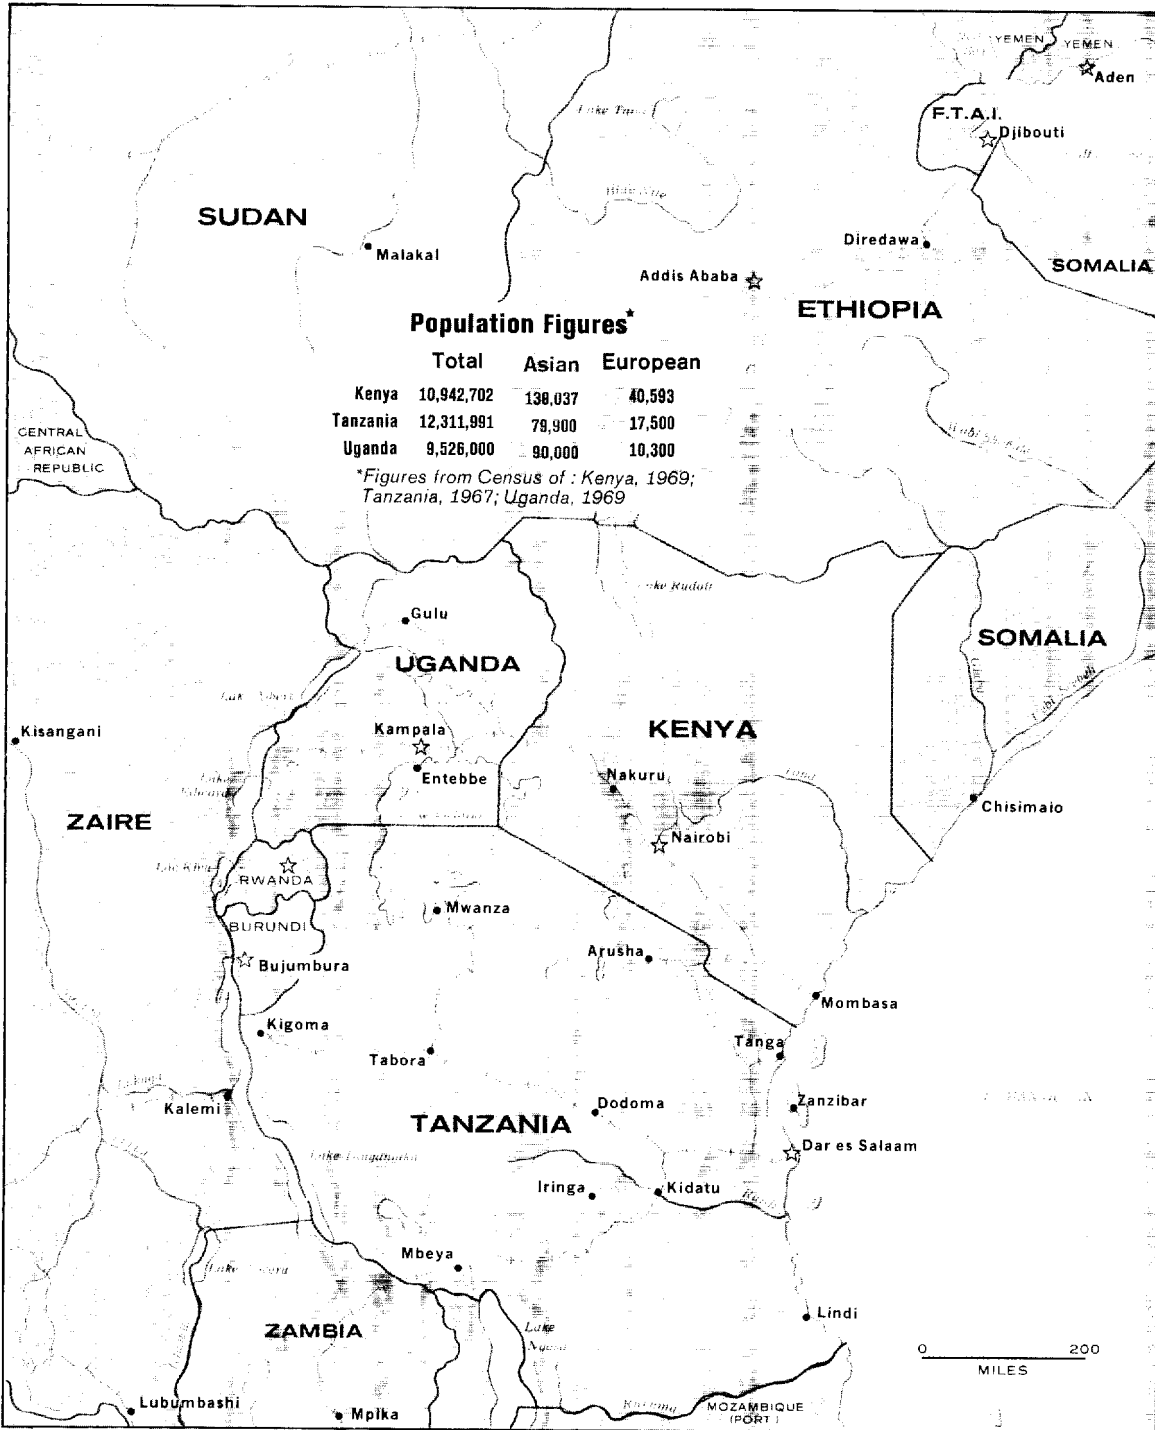 YEMEN
YEMEN
Aden
F.T.A.I.
Djibouti
SUDAN
Malakal
Diredawa
Addis Ababa
SOMALIA
ETHIOPIA
Population Figures*
Total Asian European
Kenya 10,942,702 138,037 40,593
Tanzania 12,311,991 79,900 17,500
Uganda 9,526,000 90,000 10,300
*Figures from Census of : Kenya, 1969;
Tanzania, 1967; Uganda, 1969
CENTRAL
AFRICAN
REPUBLIC
Gulu
UGANDA
SOMALIA
Kisangani
Kampala
KENYA
Entebbe
Nakuru
Chisimaio
ZAIRE
Nairobi
RWANDA
Mwanza
BURUNDI
Arusha
Bujumbura
Mombasa
Kigoma
Tabora
Tanga
Kalemi
Dodoma
Zanzibar
TANZANIA
Dar es Salaam
Iringa
Kidatu
Mbeya
Lindi
ZAMBIA
Lake
0 200
MILES
Lubumbashi
Mpika
MOZAMBIQUE
(PORT.)